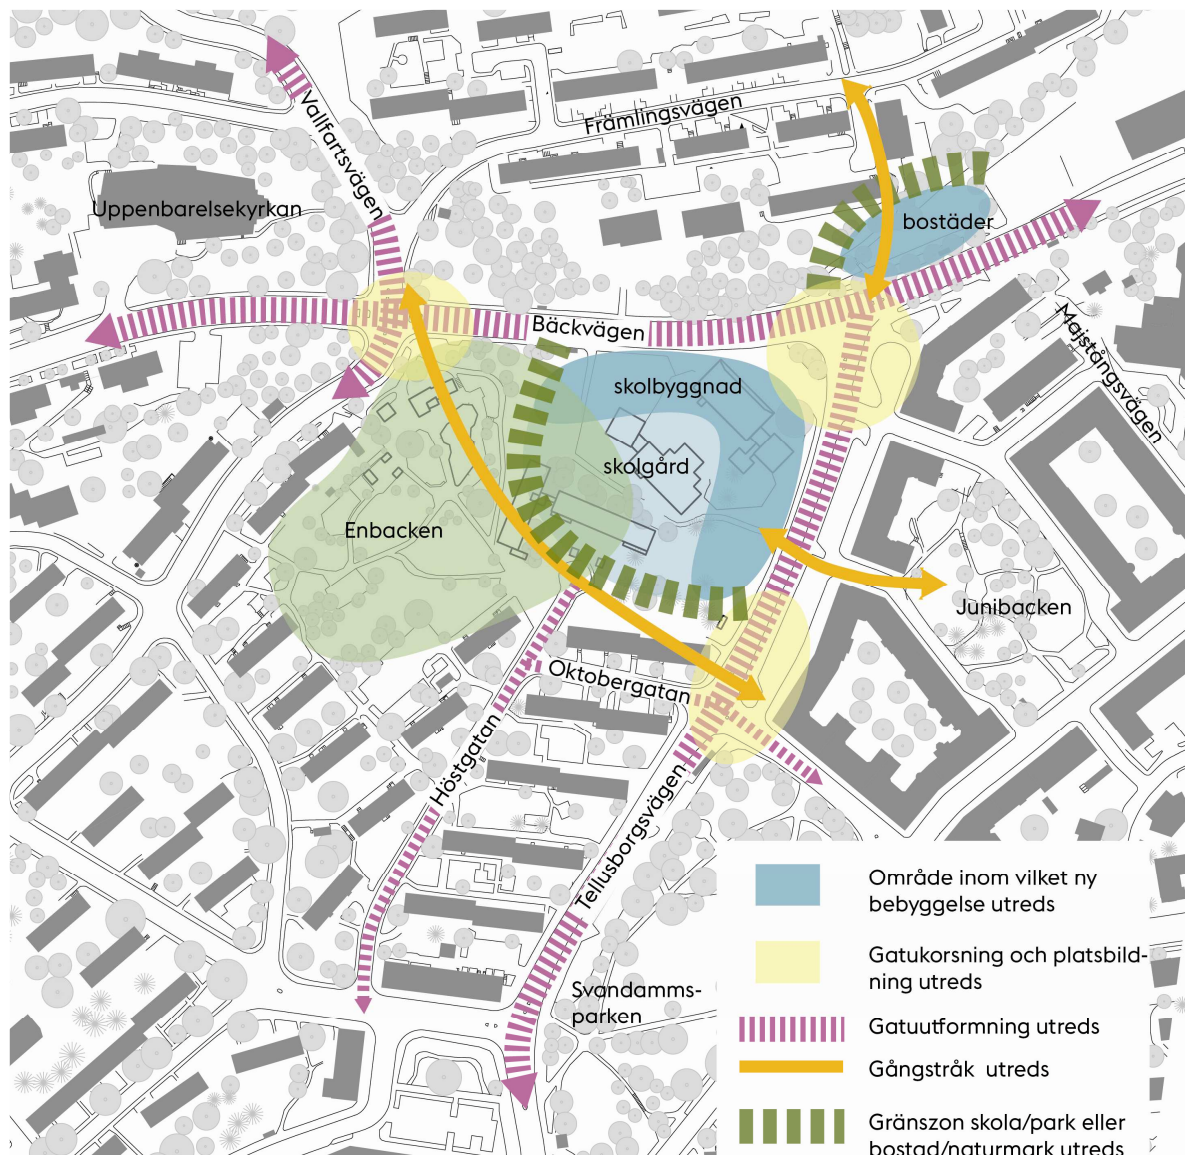 Vallfartsvägen
Främlingsvägen
Uppenbarelsekyrkan
bostäder
Bäckvägen
Majstångsvägen
skolbyggnad
skolgård
Enbacken
Junibacken
Oktobergatan
Höstgatan
Tellusborgsvägen
Svandamms-
parken
Område inom vilket ny
bebyggelse utreds
Gatukorsning och platsbild-
ning utreds
Gatuutformning utreds
Gångstråk utreds
Gränszon skola/park eller
bostad/naturmark utreds